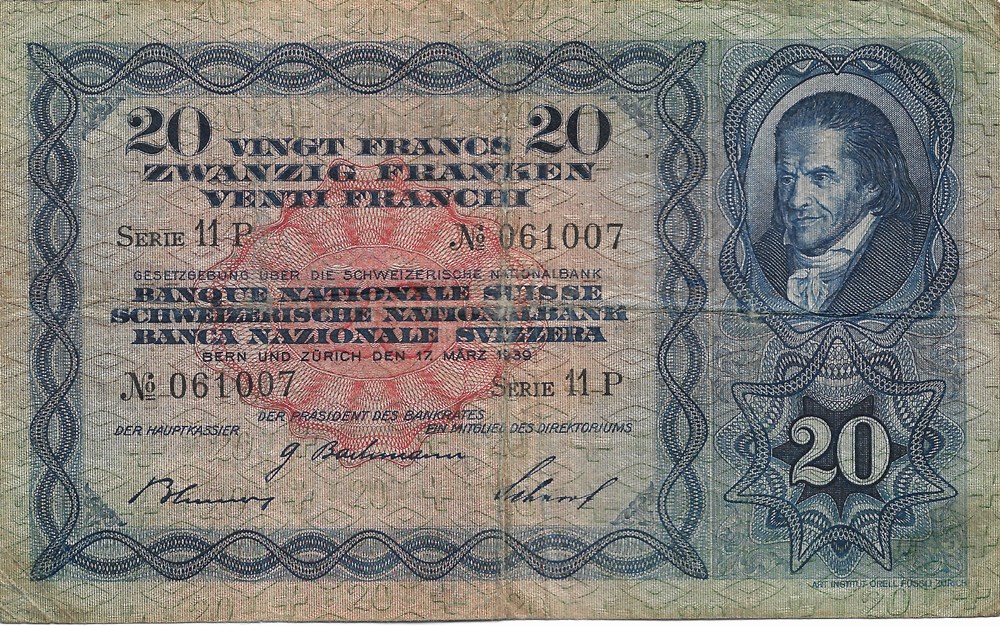 20 VINGT FRANCS 20
ZWANZIG FRANKEN
VENTI FRANCHI
SERIE 11 P № 061007
GESETZGEBUNG ÜBER DIE SCHWEIZERISCHE NATIONALBANK
BANQUE NATIONALE SUISSE
SCHWEIZERISCHE NATIONALBANK
BANCA NAZIONALE SVIZZERA
BERN UND ZÜRICH DEN 17. MÄRZ 1939
№ 061007 SERIE 11 P
DER PRÄSIDENT DES BANKRATES
DER HAUPTKASSIER EIN MITGLIED DES DIREKTORIUMS
G. Bachmann
20
ART. INSTITUT ORELL FÜSSLI ZÜRICH